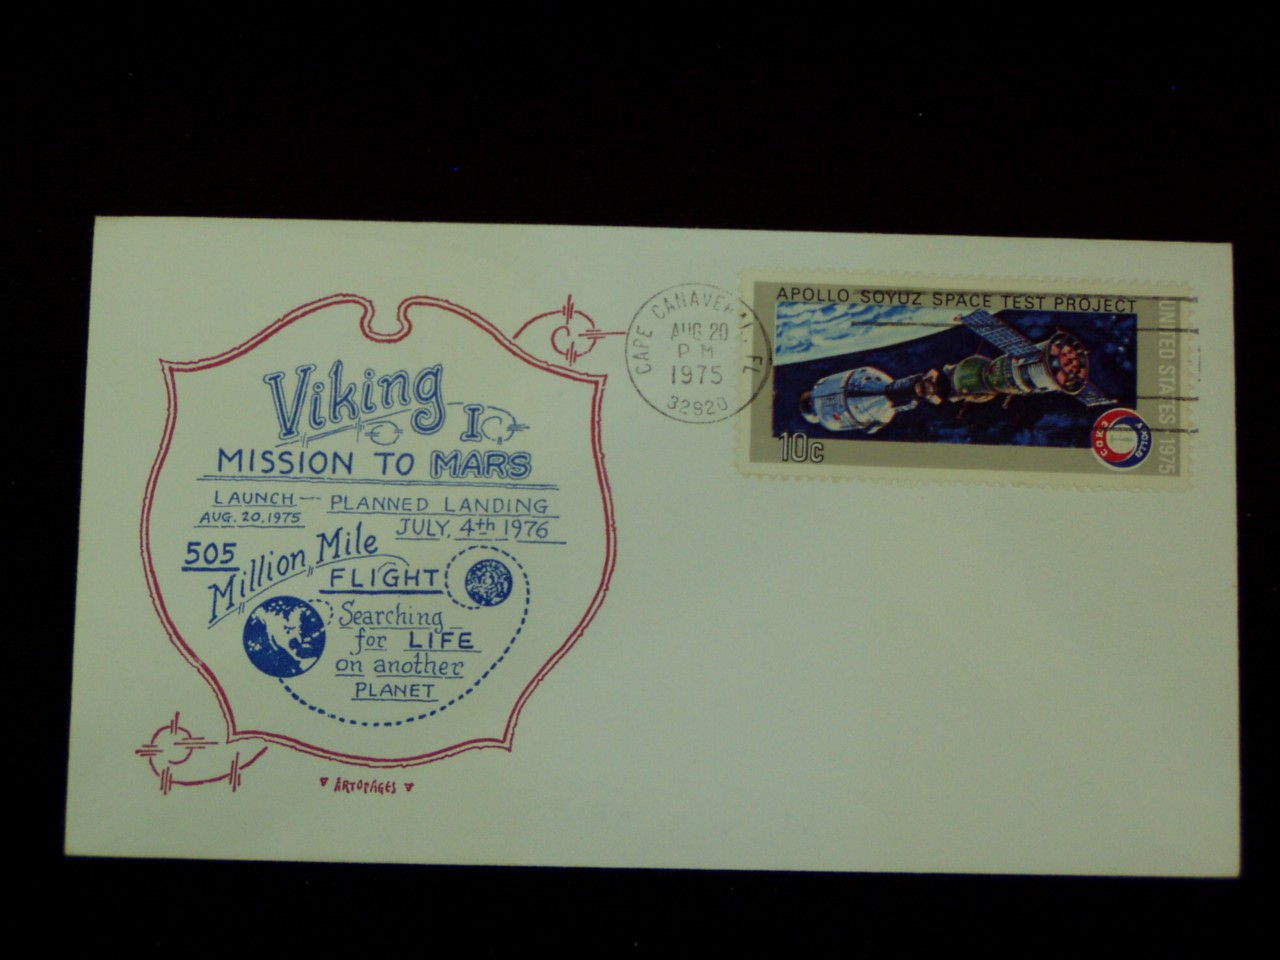 Viking I
MISSION TO MARS
LAUNCH — PLANNED LANDING
AUG. 20, 1975 JULY, 4th 1976
505
Million Mile
FLIGHT
Searching
for LIFE
on another
PLANET
ARTOPAGES
CAPE CANAVERAL, FL
AUG 20
PM
1975
32920
APOLLO SOYUZ SPACE TEST PROJECT
UNITED STATES 1975
10c
СОЮЗ
APOLLO